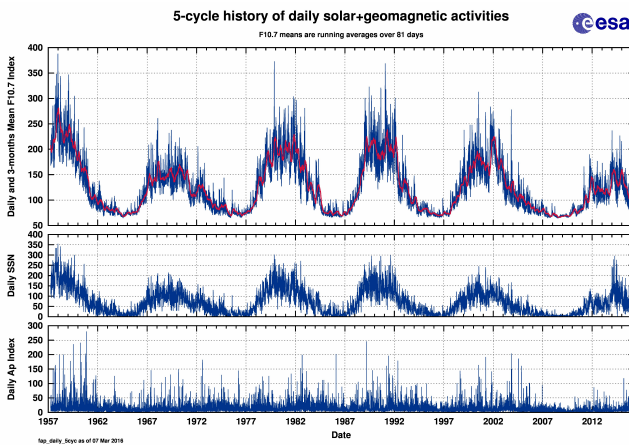 5-cycle history of daily solar+geomagnetic activities
esa
F10.7 means are running averages over 81 days
Daily and 3-months Mean F10.7 Index
400
350
300
250
200
150
100
50
Daily SSN
400
350
300
250
200
150
100
50
0
Daily Ap Index
300
250
200
150
100
50
0
1957 1962 1967 1972 1977 1982 1987 1992 1997 2002 2007 2012
Date
fap_daily_5cyc as of 07 Mar 2016